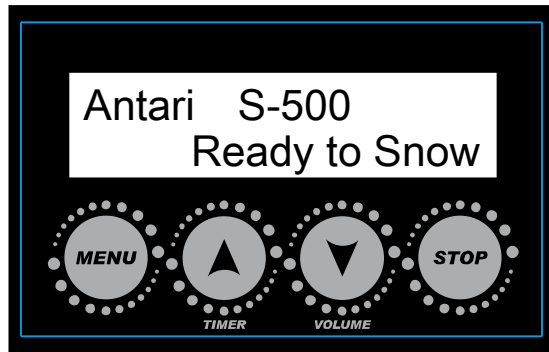 Antari S-500
Ready to Snow
MENU
STOP
TIMER
VOLUME